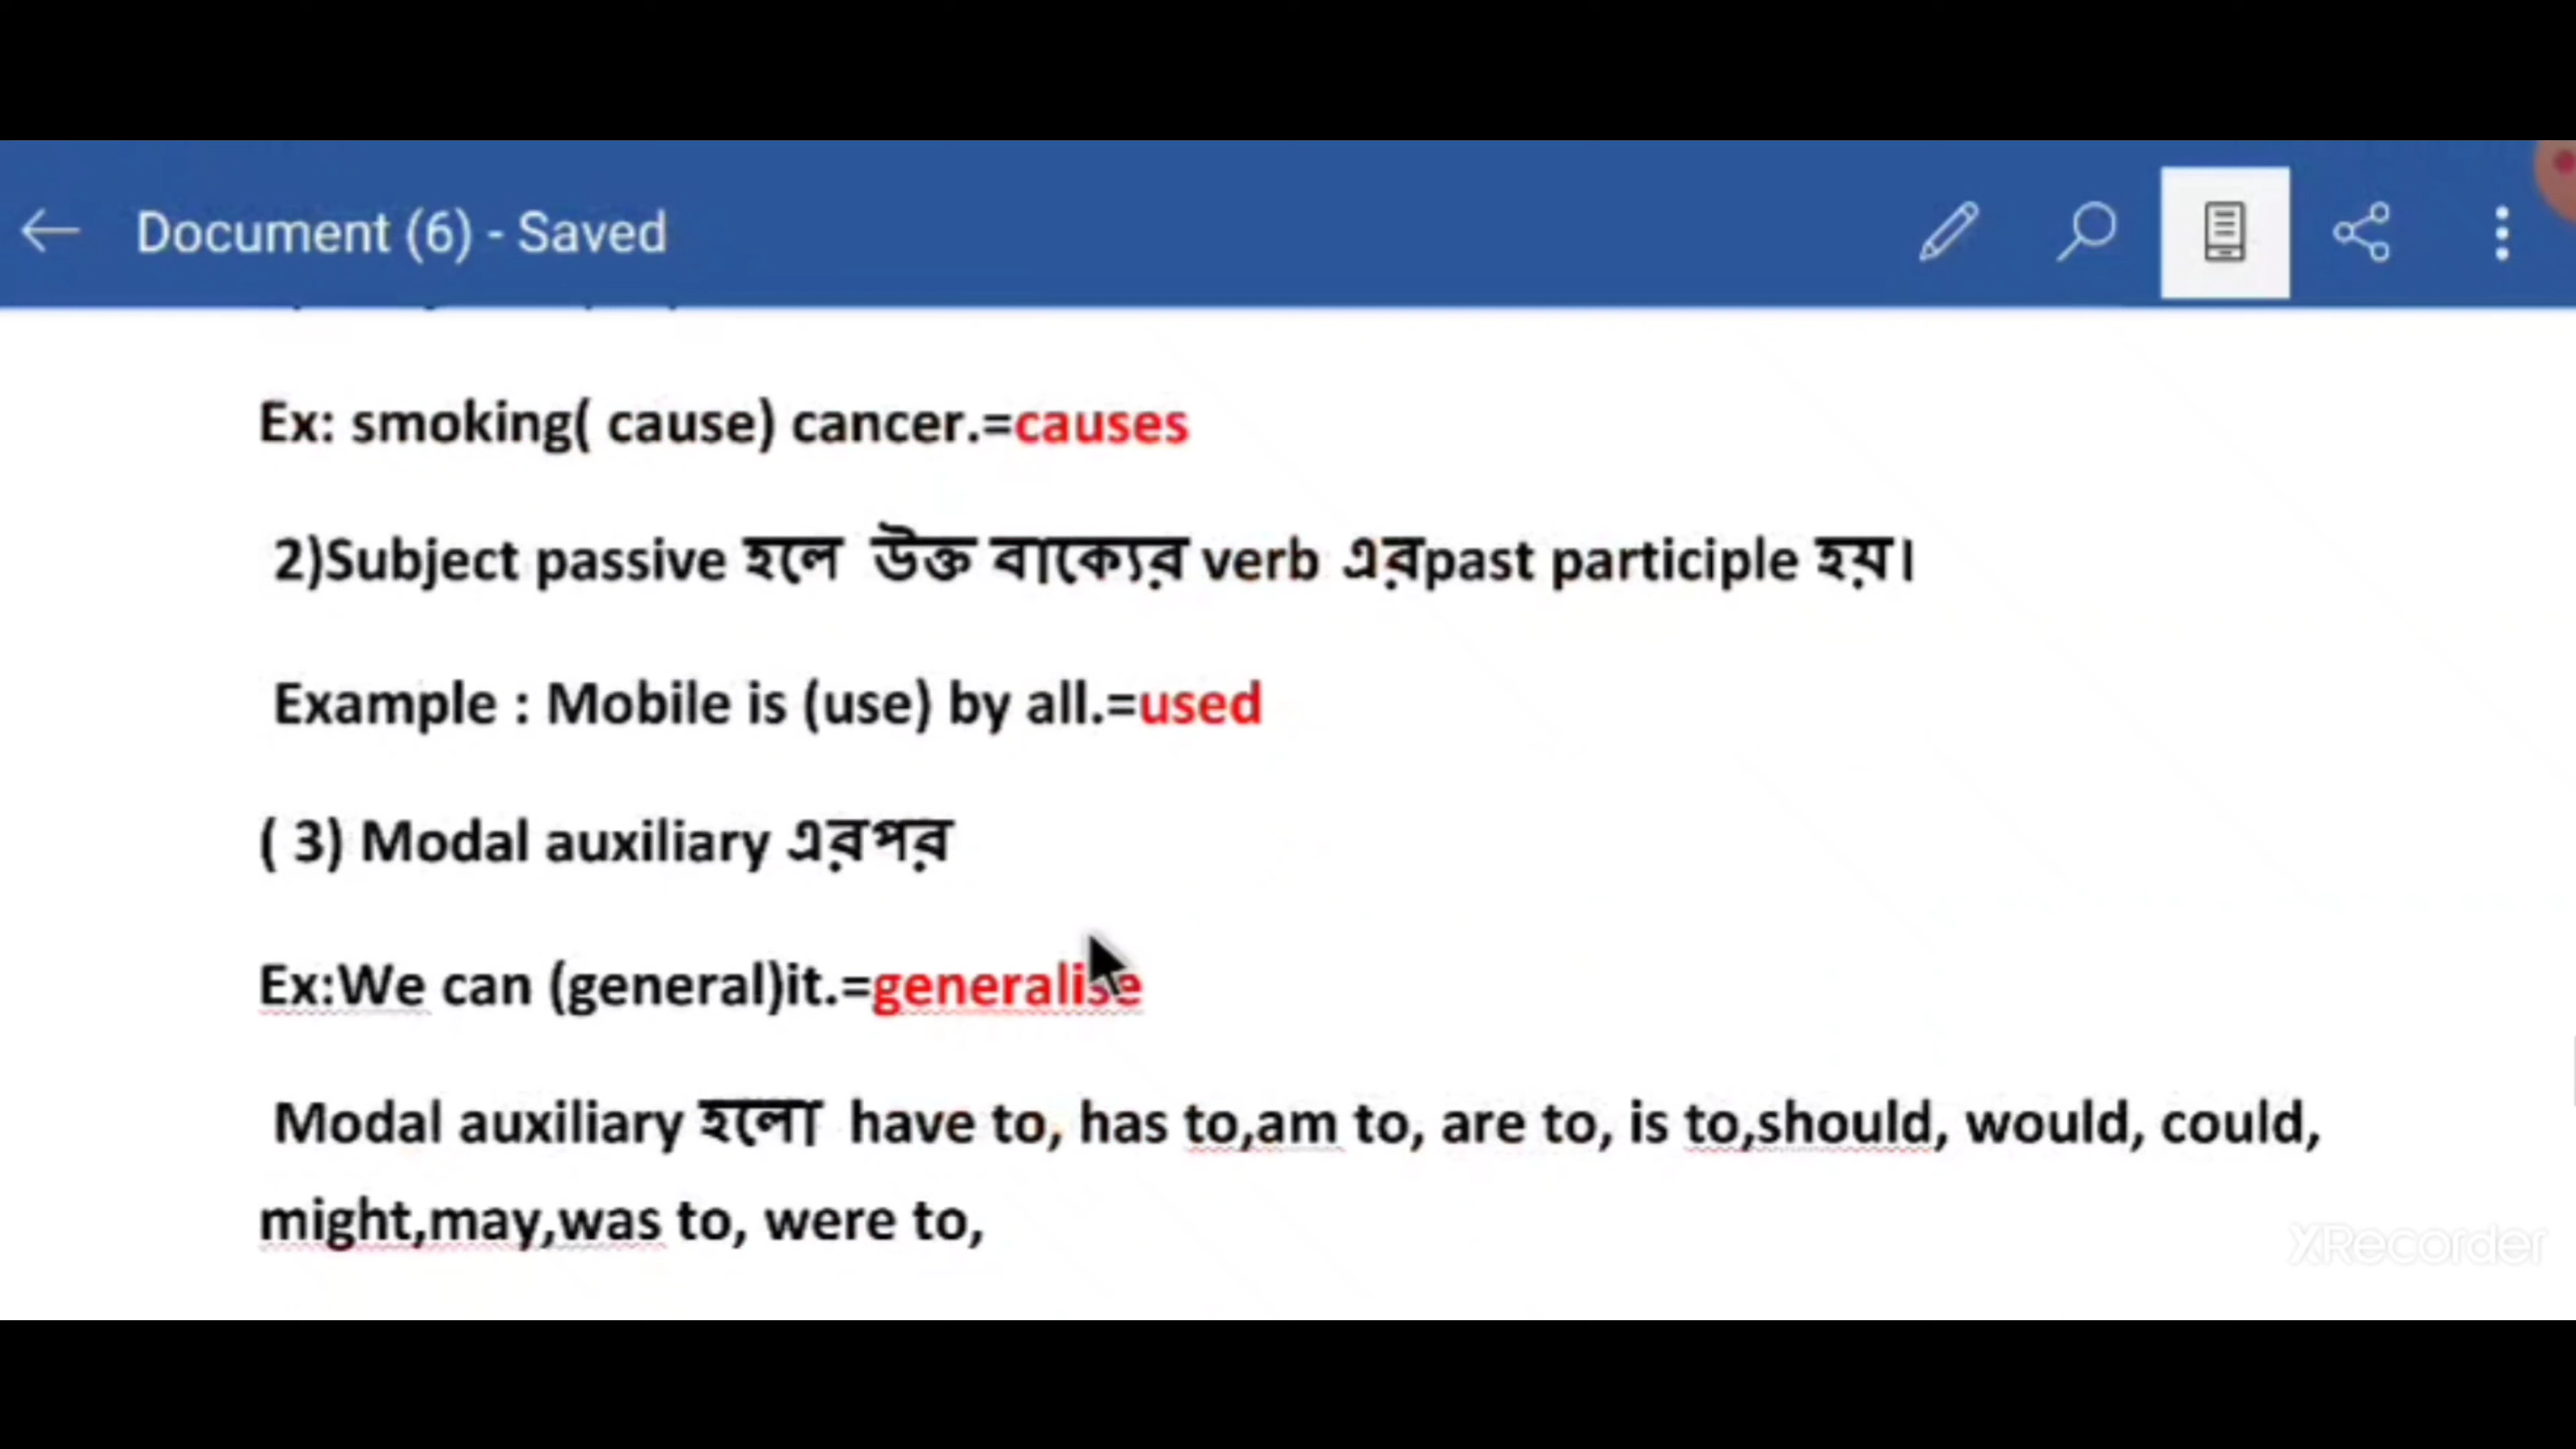 Document (6) - Saved
Ex: smoking( cause) cancer.=causes
2)Subject passive হলে উক্ত বাক্যের verb এরpast participle হয়।
Example : Mobile is (use) by all.=used
( 3) Modal auxiliary এরপর
Ex:We can (general)it.=generalise
Modal auxiliary হলো have to, has to,am to, are to, is to,should, would, could,
might,may,was to, were to,
XRecorder